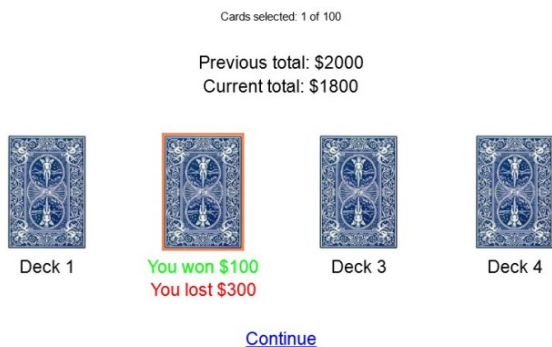 Cards selected: 1 of 100
Previous total: $2000
Current total: $1800
Deck 1
You won $100
You lost $300
Deck 3
Deck 4
Continue